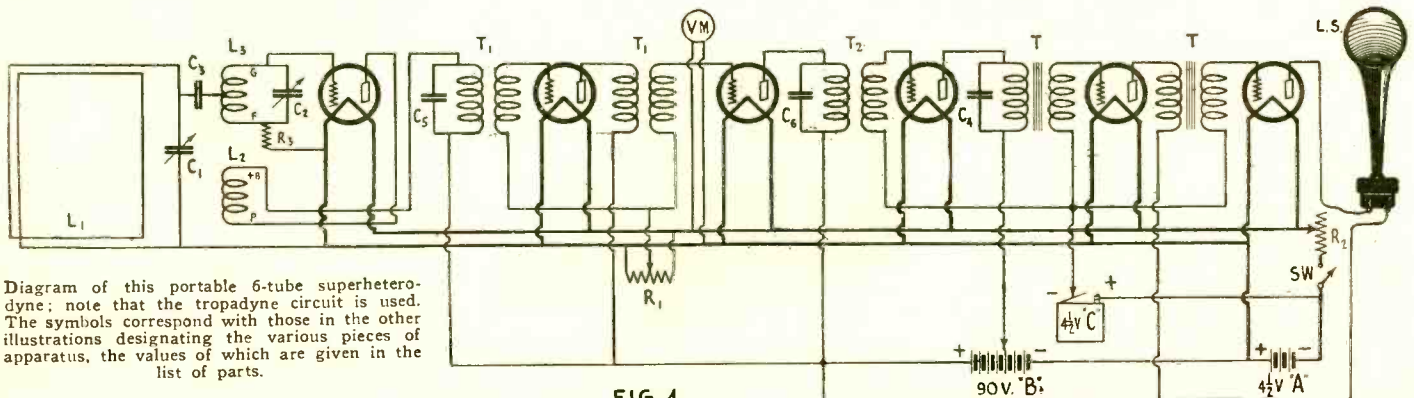 VM
L.S.
L₃
T₁
T₁
T₂
T
T
C₃
G
F
C₂
C₅
C₆
C₄
R₃
C₁
L₂
+B
P
L₁
R₂
SW
R₁
- +
4½V "C"
Diagram of this portable 6-tube superhetero-
dyne; note that the tropadyne circuit is used.
The symbols correspond with those in the other
illustrations designating the various pieces of
apparatus, the values of which are given in the
list of parts.
+ -
90 V. "B".
+ -
4½V "A"